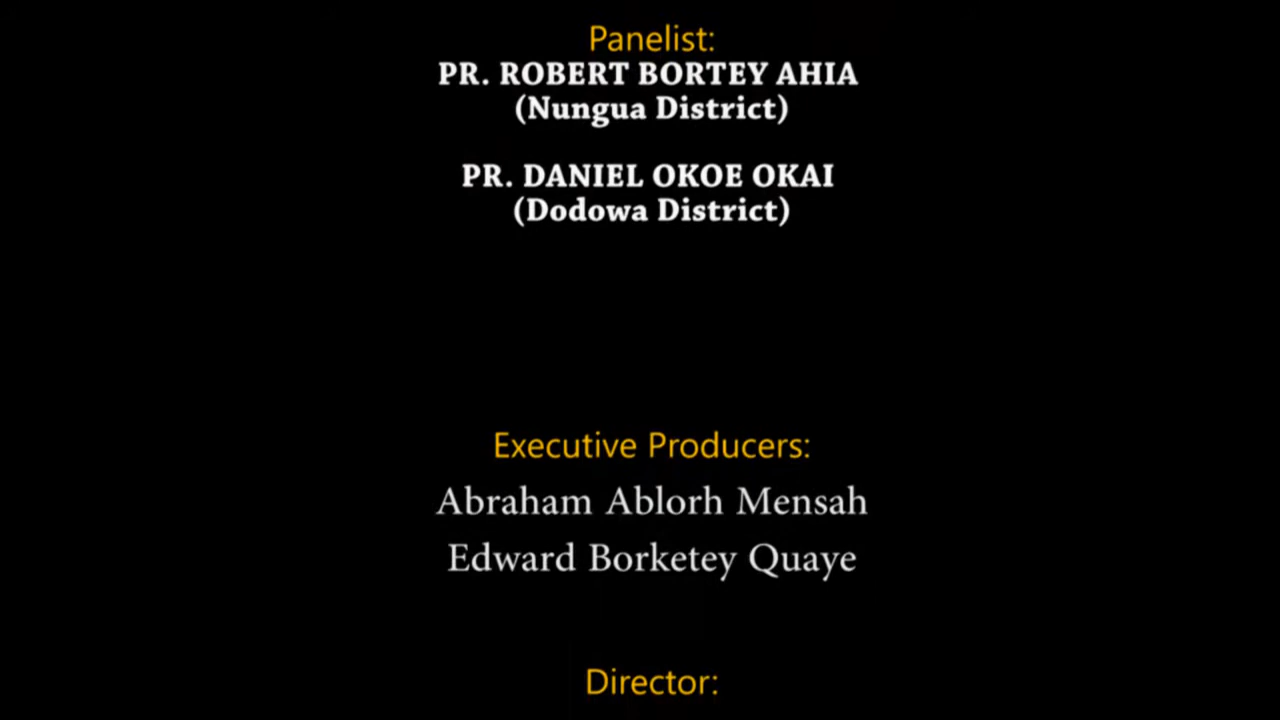 Panelist:
PR. ROBERT BORTEY AHIA
(Nungua District)
PR. DANIEL OKOE OKAI
(Dodowa District)
Executive Producers:
Abraham Ablorh Mensah
Edward Borketey Quaye
Director: